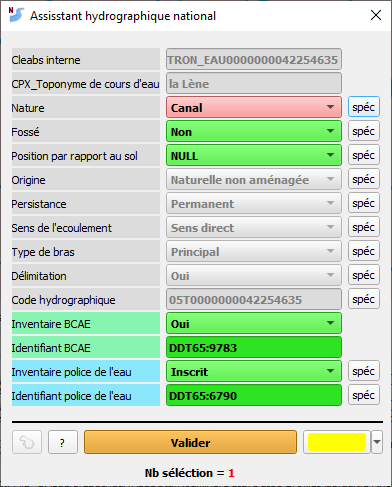 Assisstant hydrographique national
Cleabs interne TRON_EAU0000000042254635
CPX_Toponyme de cours d'eau la Lène
Nature Canal spéc
Fossé Non spéc
Position par rapport au sol NULL spéc
Origine Naturelle non aménagée spéc
Persistance Permanent spéc
Sens de l'ecoulement Sens direct spéc
Type de bras Principal spéc
Délimitation Oui spéc
Code hydrographique 05T0000000042254635 spéc
Inventaire BCAE Oui
Identifiant BCAE DDT65:9783
Inventaire police de l'eau Inscrit spéc
Identifiant police de l'eau DDT65:6790 spéc
? Valider
Nb séléction = 1